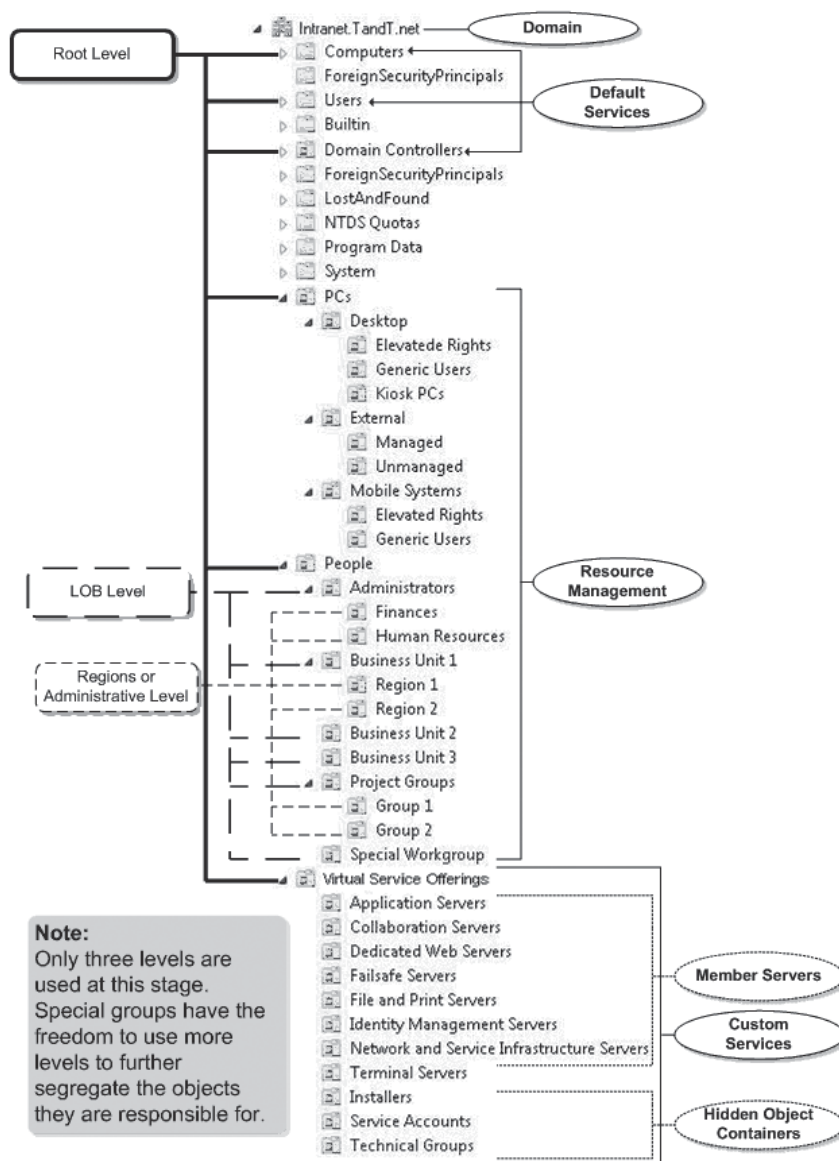 Intranet.TandT.net
Domain
Root Level
Computers
ForeignSecurityPrincipals
Users
Default
Services
Builtin
Domain Controllers
ForeignSecurityPrincipals
LostAndFound
NTDS Quotas
Program Data
System
PCs
Desktop
Elevatede Rights
Generic Users
Kiosk PCs
External
Managed
Unmanaged
Mobile Systems
Elevated Rights
Generic Users
People
Resource
Management
LOB Level
Administrators
Finances
Human Resources
Business Unit 1
Regions or
Administrative Level
Region 1
Region 2
Business Unit 2
Business Unit 3
Project Groups
Group 1
Group 2
Special Workgroup
Virtual Service Offerings
Application Servers
Collaboration Servers
Dedicated Web Servers
Failsafe Servers
File and Print Servers
Identity Management Servers
Network and Service Infrastructure Servers
Terminal Servers
Installers
Service Accounts
Technical Groups
Member Servers
Custom
Services
Hidden Object
Containers
Note:
Only three levels are
used at this stage.
Special groups have the
freedom to use more
levels to further
segregate the objects
they are responsible for.